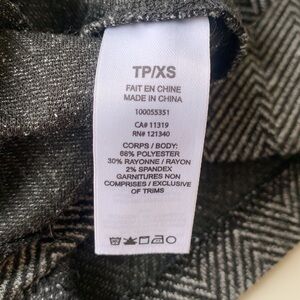 TP/XS
FAIT EN CHINE
MADE IN CHINA
100055351
CA# 11319
RN# 121340
CORPS / BODY:
68% POLYESTER
30% RAYONNE / RAYON
2% SPANDEX
GARNITURES NON
COMPRISES / EXCLUSIVE
OF TRIMS